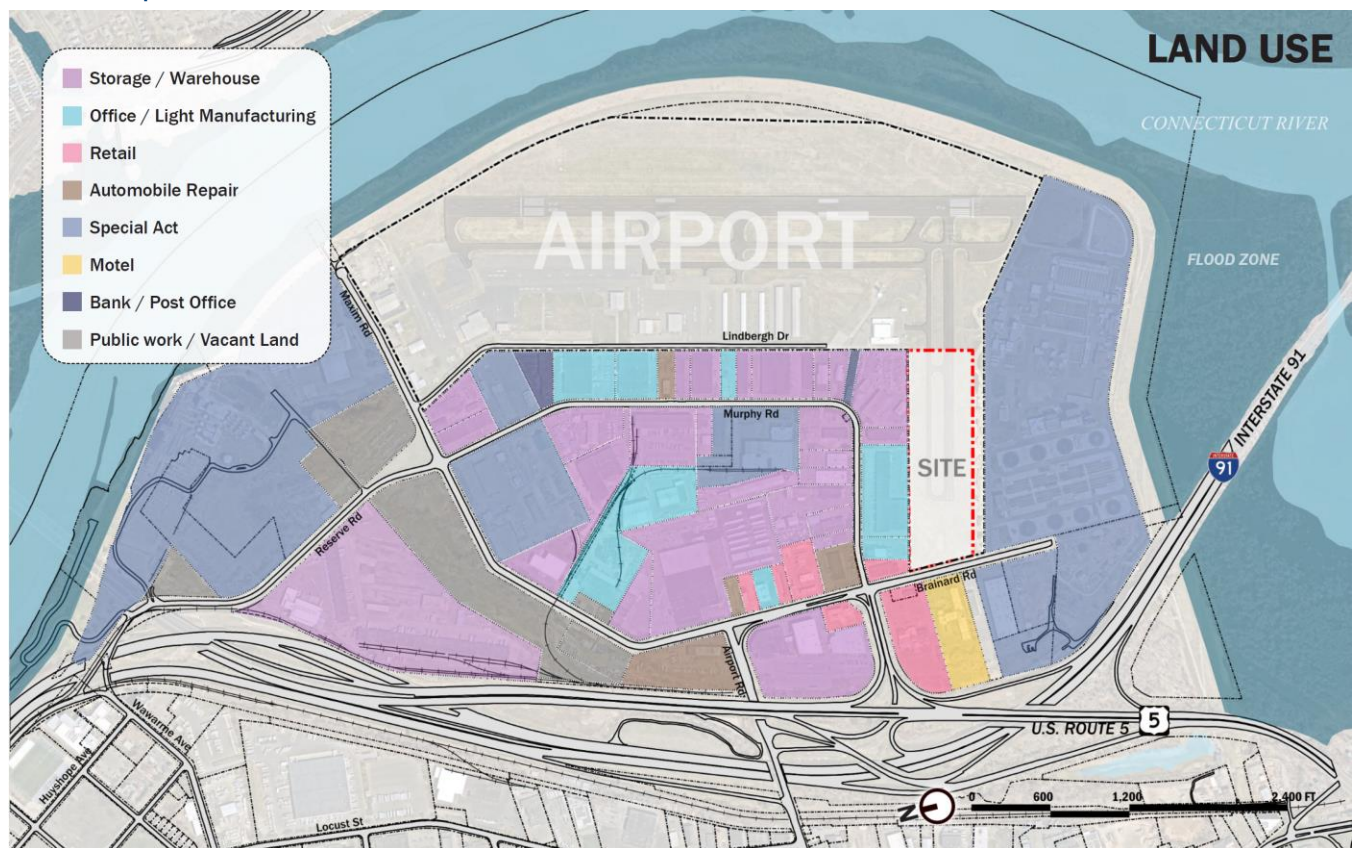 LAND USE
CONNECTICUT RIVER
Storage / Warehouse
Office / Light Manufacturing
Retail
Automobile Repair
Special Act
Motel
Bank / Post Office
Public work / Vacant Land
AIRPORT
FLOOD ZONE
Maxim Rd
Lindbergh Dr
Murphy Rd
SITE
INTERSTATE 91
INTERSTATE
91
Reserve Rd
Brainard Rd
Airport Rd
U.S. ROUTE 5
5
Wawarme Ave
Huyshope Ave
Locust St
N
0 600 1,200 2,400 FT